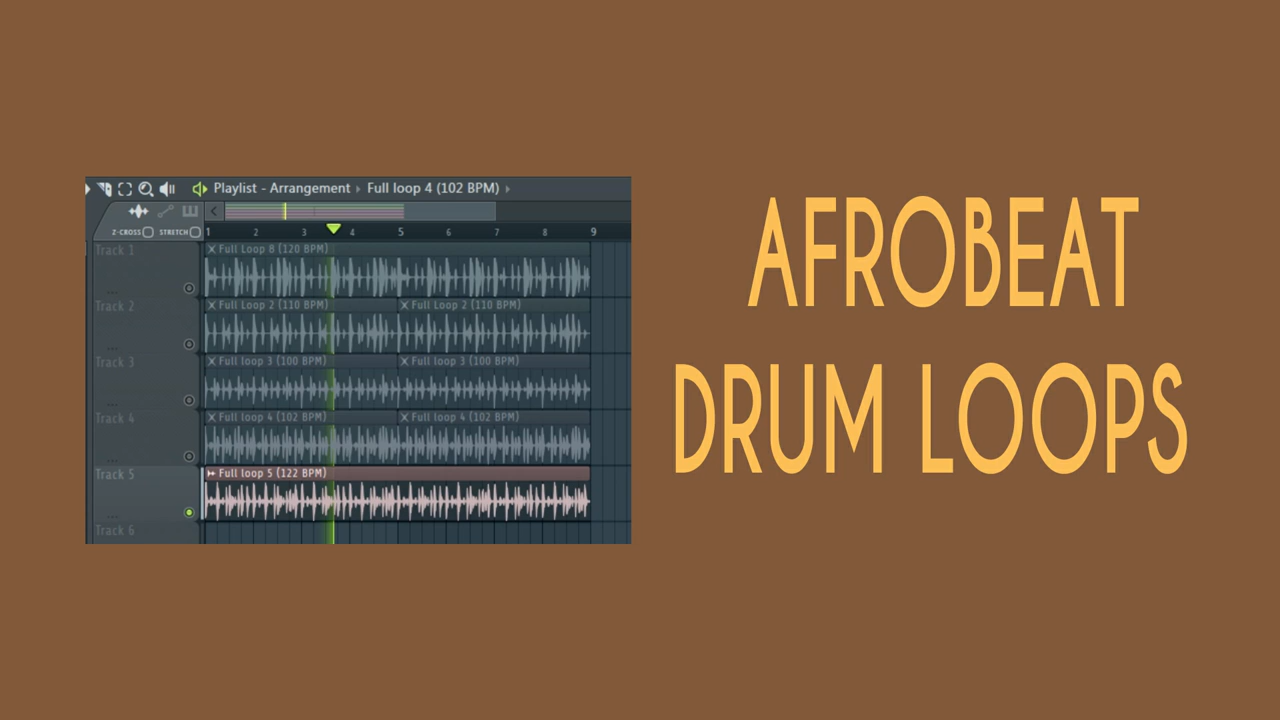 Playlist - Arrangement ▸ Full loop 4 (102 BPM) ▸
Z-CROSS STRETCH 1 2 3 4 5 6 7 8 9
Track 1 Full Loop 8 (120 BPM)
Track 2 Full Loop 2 (110 BPM) Full Loop 2 (110 BPM)
Track 3 Full loop 3 (100 BPM) Full loop 3 (100 BPM)
Track 4 Full loop 4 (102 BPM) Full loop 4 (102 BPM)
Track 5 Full loop 5 (122 BPM)
Track 6
AFROBEAT
DRUM LOOPS